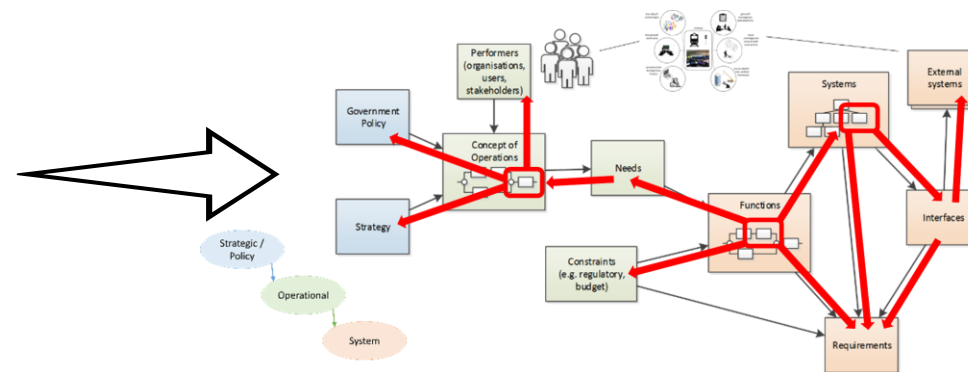 Performers
(organisations,
users,
stakeholders)
Government
Policy
Concept of
Operations
Strategy
Needs
Constraints
(e.g. regulatory,
budget)
Functions
Systems
External
systems
Interfaces
Requirements
Strategic /
Policy
Operational
System